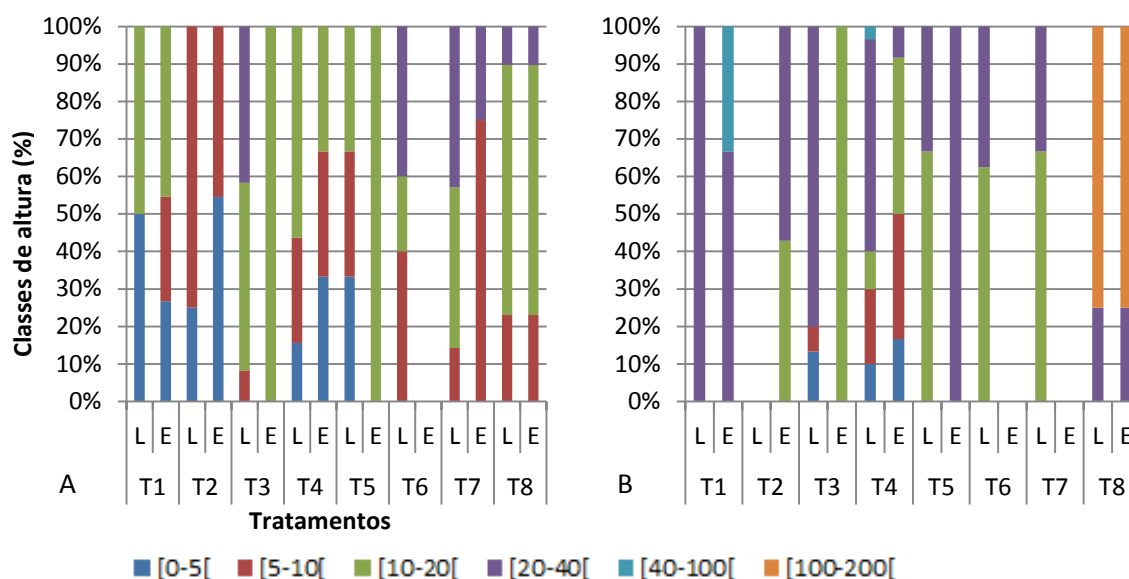 Classes de altura (%)
100%
90%
80%
70%
60%
50%
40%
30%
20%
10%
0%
L E L E L E L E L E L E L E L E
T1 T2 T3 T4 T5 T6 T7 T8
A
Tratamentos
100%
90%
80%
70%
60%
50%
40%
30%
20%
10%
0%
L E L E L E L E L E L E L E L E
T1 T2 T3 T4 T5 T6 T7 T8
B
[0-5[ [5-10[ [10-20[ [20-40[ [40-100[ [100-200[